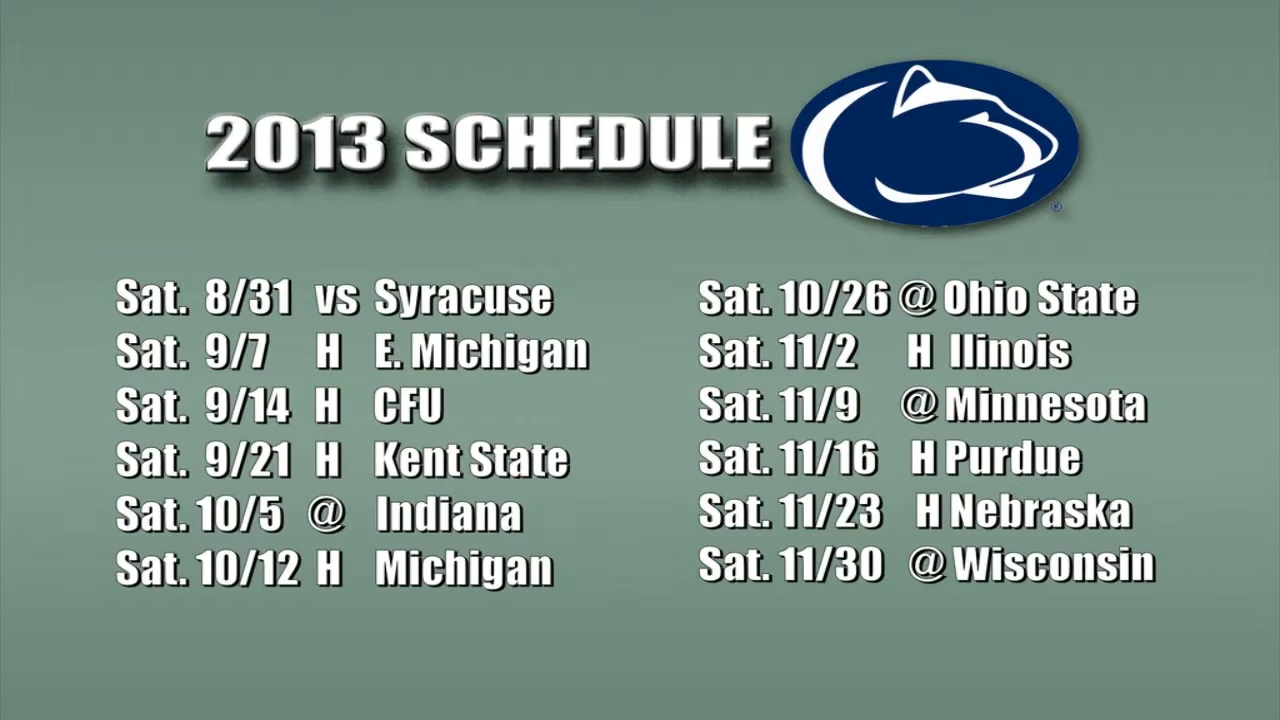 2013 SCHEDULE
Sat. 8/31 vs Syracuse
Sat. 9/7 H E. Michigan
Sat. 9/14 H CFU
Sat. 9/21 H Kent State
Sat. 10/5 @ Indiana
Sat. 10/12 H Michigan
Sat. 10/26 @ Ohio State
Sat. 11/2 H Ilinois
Sat. 11/9 @ Minnesota
Sat. 11/16 H Purdue
Sat. 11/23 H Nebraska
Sat. 11/30 @ Wisconsin
®